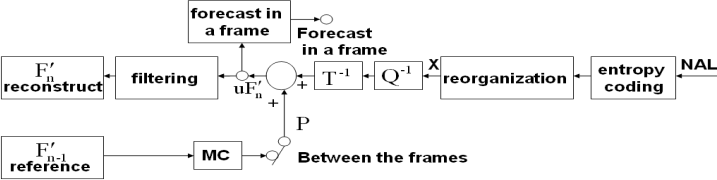 forecast in
a frame
Forecast
in a frame
F′n
reconstruct
filtering
uF′n
+
+
T-1
Q-1
X
reorganization
entropy
coding
NAL
P
F′n-1
reference
MC
Between the frames